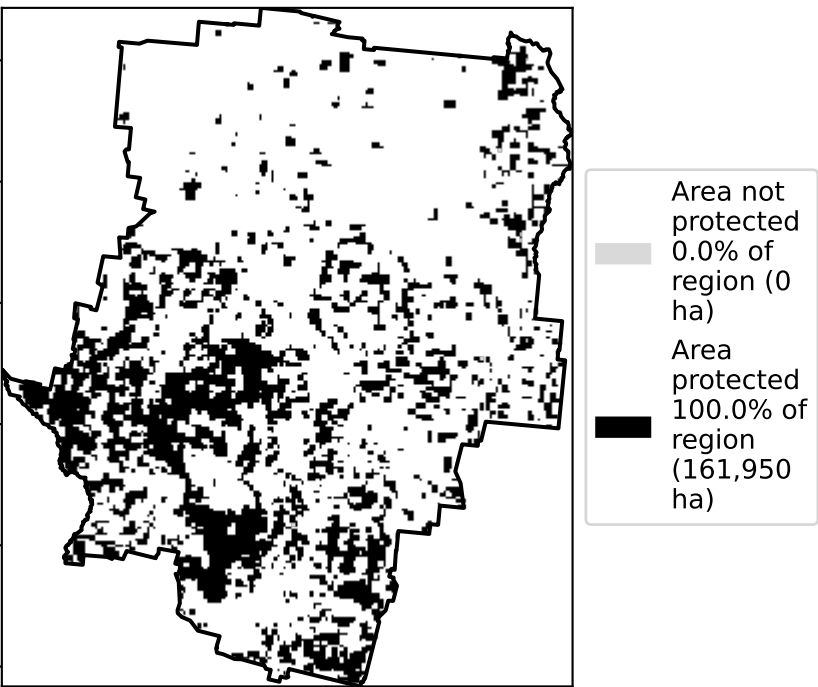 Area not
protected
0.0% of
region (0
ha)
Area
protected
100.0% of
region
(161,950
ha)